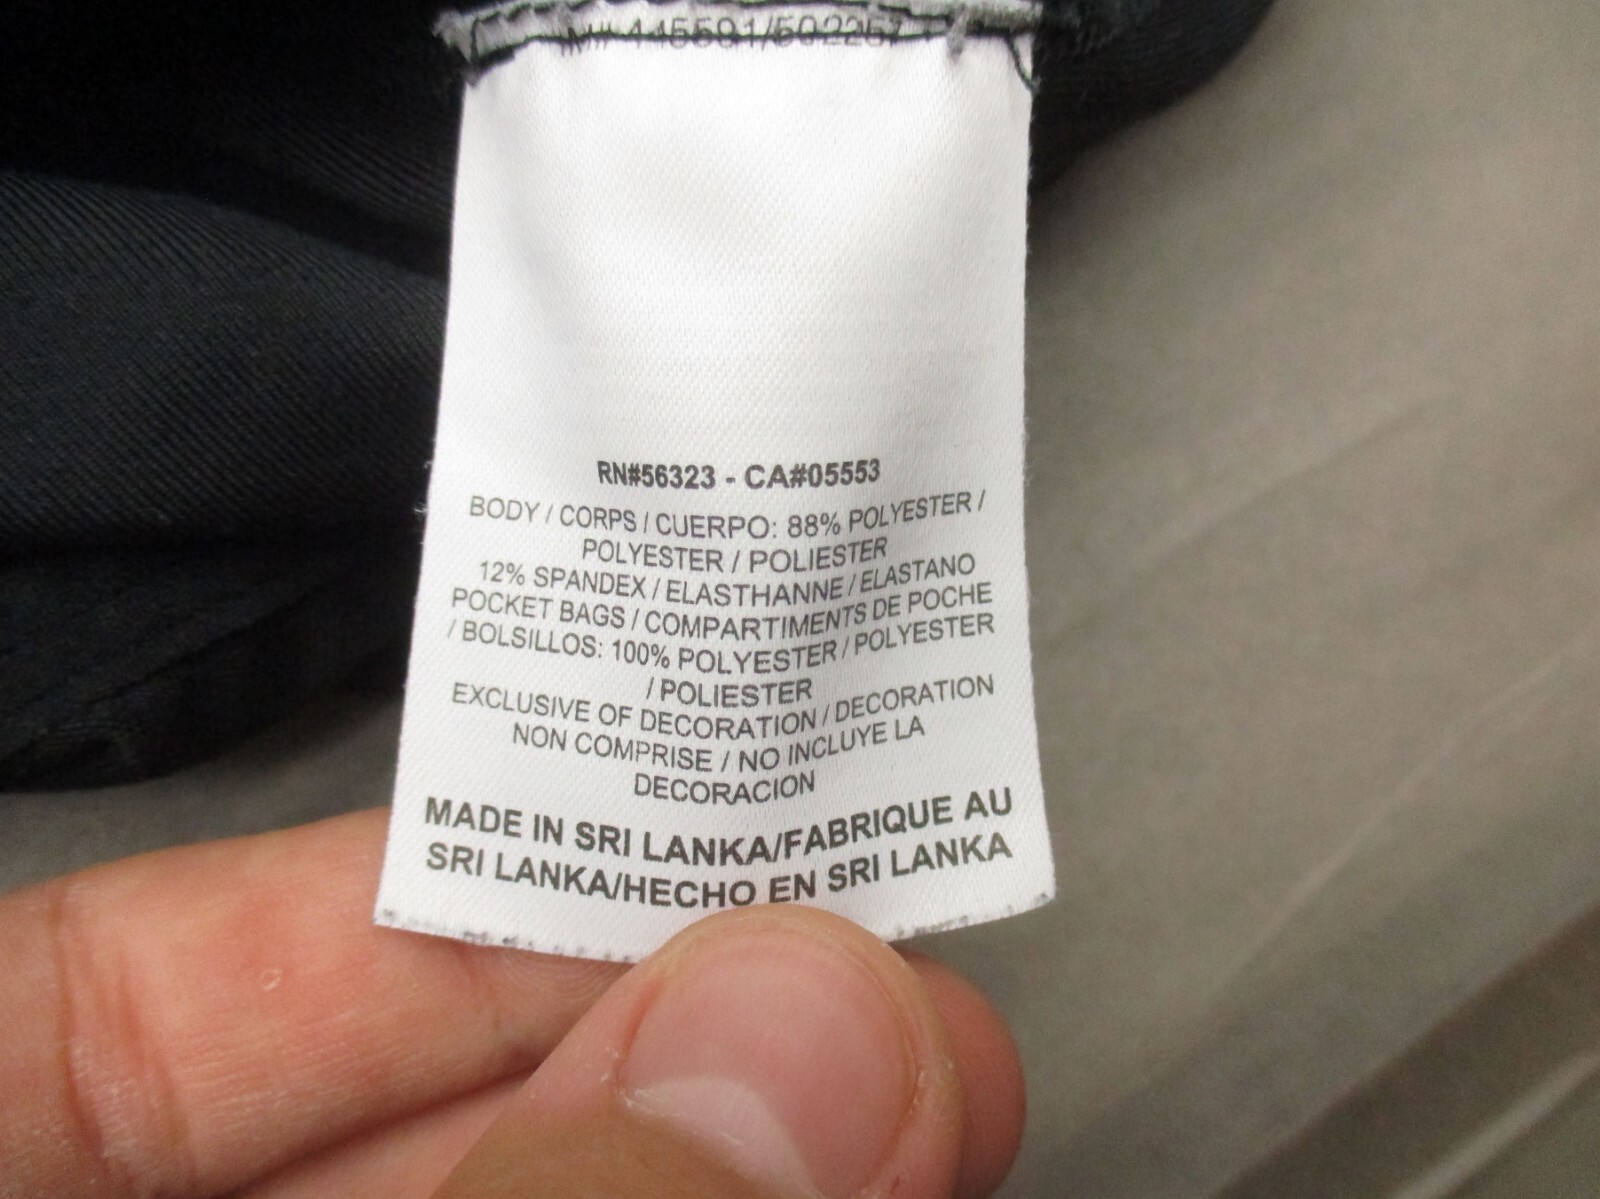 M# 445591/502257
RN#56323 - CA#05553
BODY / CORPS / CUERPO: 88% POLYESTER /
POLYESTER / POLIESTER
12% SPANDEX / ELASTHANNE / ELASTANO
POCKET BAGS / COMPARTIMENTS DE POCHE
/ BOLSILLOS: 100% POLYESTER / POLYESTER
/ POLIESTER
EXCLUSIVE OF DECORATION / DECORATION
NON COMPRISE / NO INCLUYE LA
DECORACION
MADE IN SRI LANKA/FABRIQUE AU
SRI LANKA/HECHO EN SRI LANKA